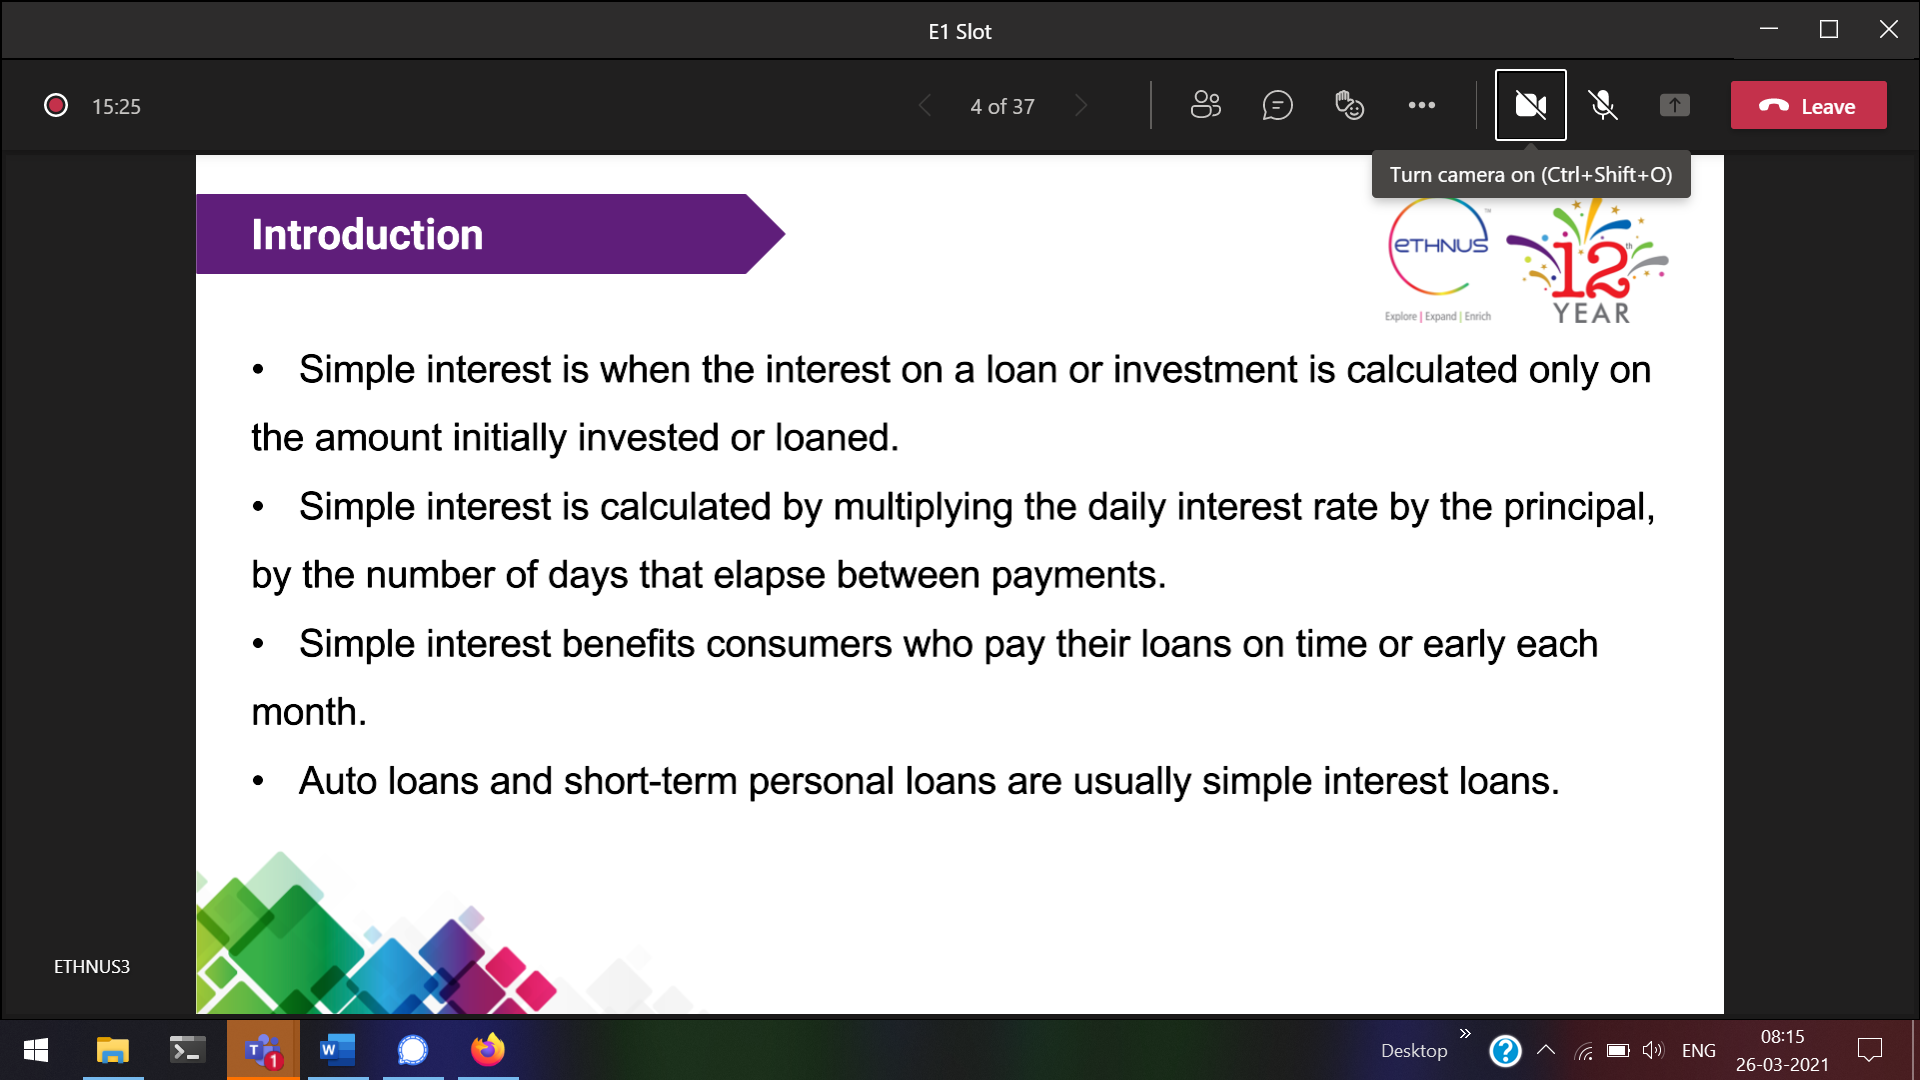 E1 Slot
15:25
4 of 37
Leave
Turn camera on (Ctrl+Shift+O)
Introduction
eTHNUS
TM
Explore | Expand | Enrich
12th
YEAR
• Simple interest is when the interest on a loan or investment is calculated only on
the amount initially invested or loaned.
• Simple interest is calculated by multiplying the daily interest rate by the principal,
by the number of days that elapse between payments.
• Simple interest benefits consumers who pay their loans on time or early each
month.
• Auto loans and short-term personal loans are usually simple interest loans.
ETHNUS3
T
1
W
Desktop
ENG
08:15
26-03-2021